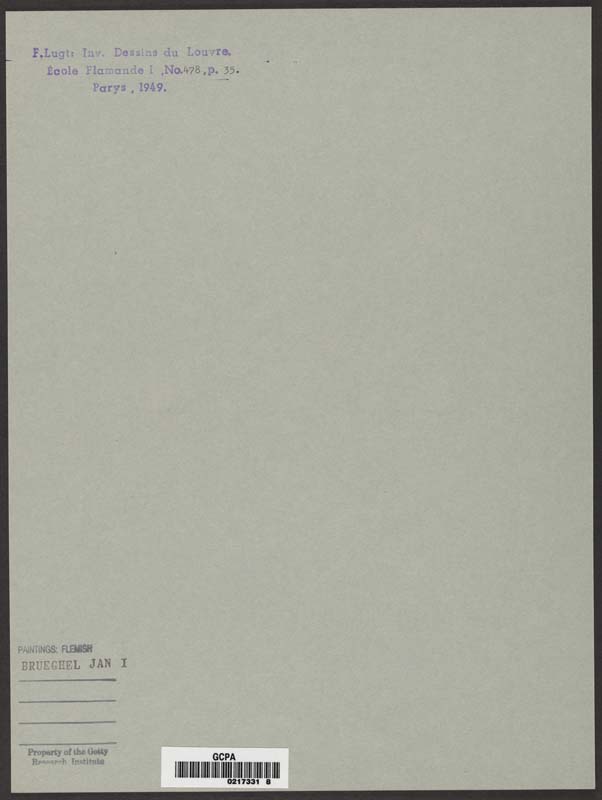 F.Lugt: Inv. Dessins du Louvre.
École Flamande I ,No.478,p. 35.
Parys , 1949.
PAINTINGS: FLEMISH
BRUEGHEL JAN I
Property of the Getty
Research Institute
GCPA
0217331 8